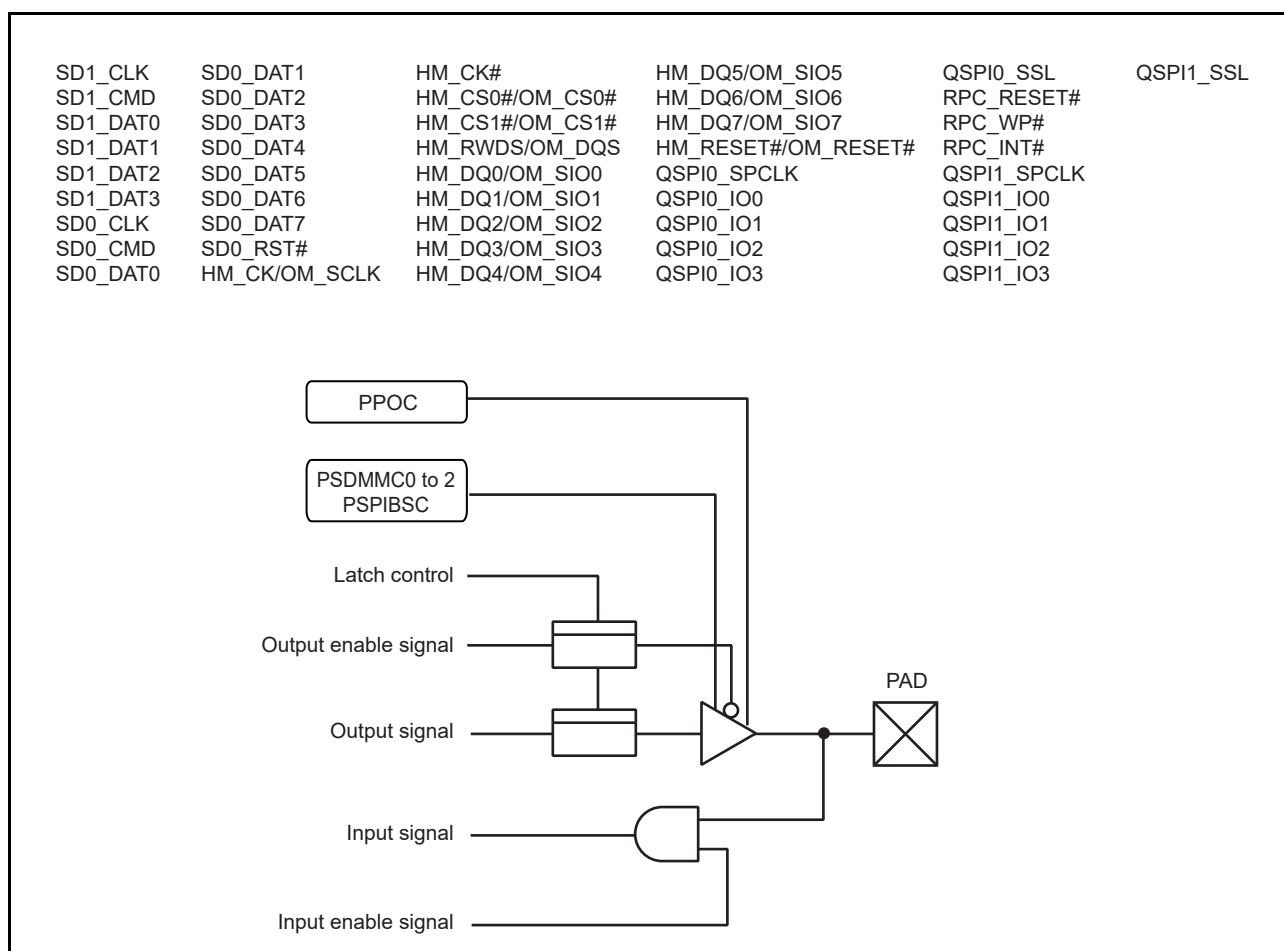 SD1_CLK SD0_DAT1 HM_CK# HM_DQ5/OM_SIO5 QSPI0_SSL QSPI1_SSL
SD1_CMD SD0_DAT2 HM_CS0#/OM_CS0# HM_DQ6/OM_SIO6 RPC_RESET#
SD1_DAT0 SD0_DAT3 HM_CS1#/OM_CS1# HM_DQ7/OM_SIO7 RPC_WP#
SD1_DAT1 SD0_DAT4 HM_RWDS/OM_DQS HM_RESET#/OM_RESET# RPC_INT#
SD1_DAT2 SD0_DAT5 HM_DQ0/OM_SIO0 QSPI0_SPCLK QSPI1_SPCLK
SD1_DAT3 SD0_DAT6 HM_DQ1/OM_SIO1 QSPI0_IO0 QSPI1_IO0
SD0_CLK SD0_DAT7 HM_DQ2/OM_SIO2 QSPI0_IO1 QSPI1_IO1
SD0_CMD SD0_RST# HM_DQ3/OM_SIO3 QSPI0_IO2 QSPI1_IO2
SD0_DAT0 HM_CK/OM_SCLK HM_DQ4/OM_SIO4 QSPI0_IO3 QSPI1_IO3
PPOC
PSDMMC0 to 2
PSPIBSC
Latch control
Output enable signal
PAD
Output signal
Input signal
Input enable signal